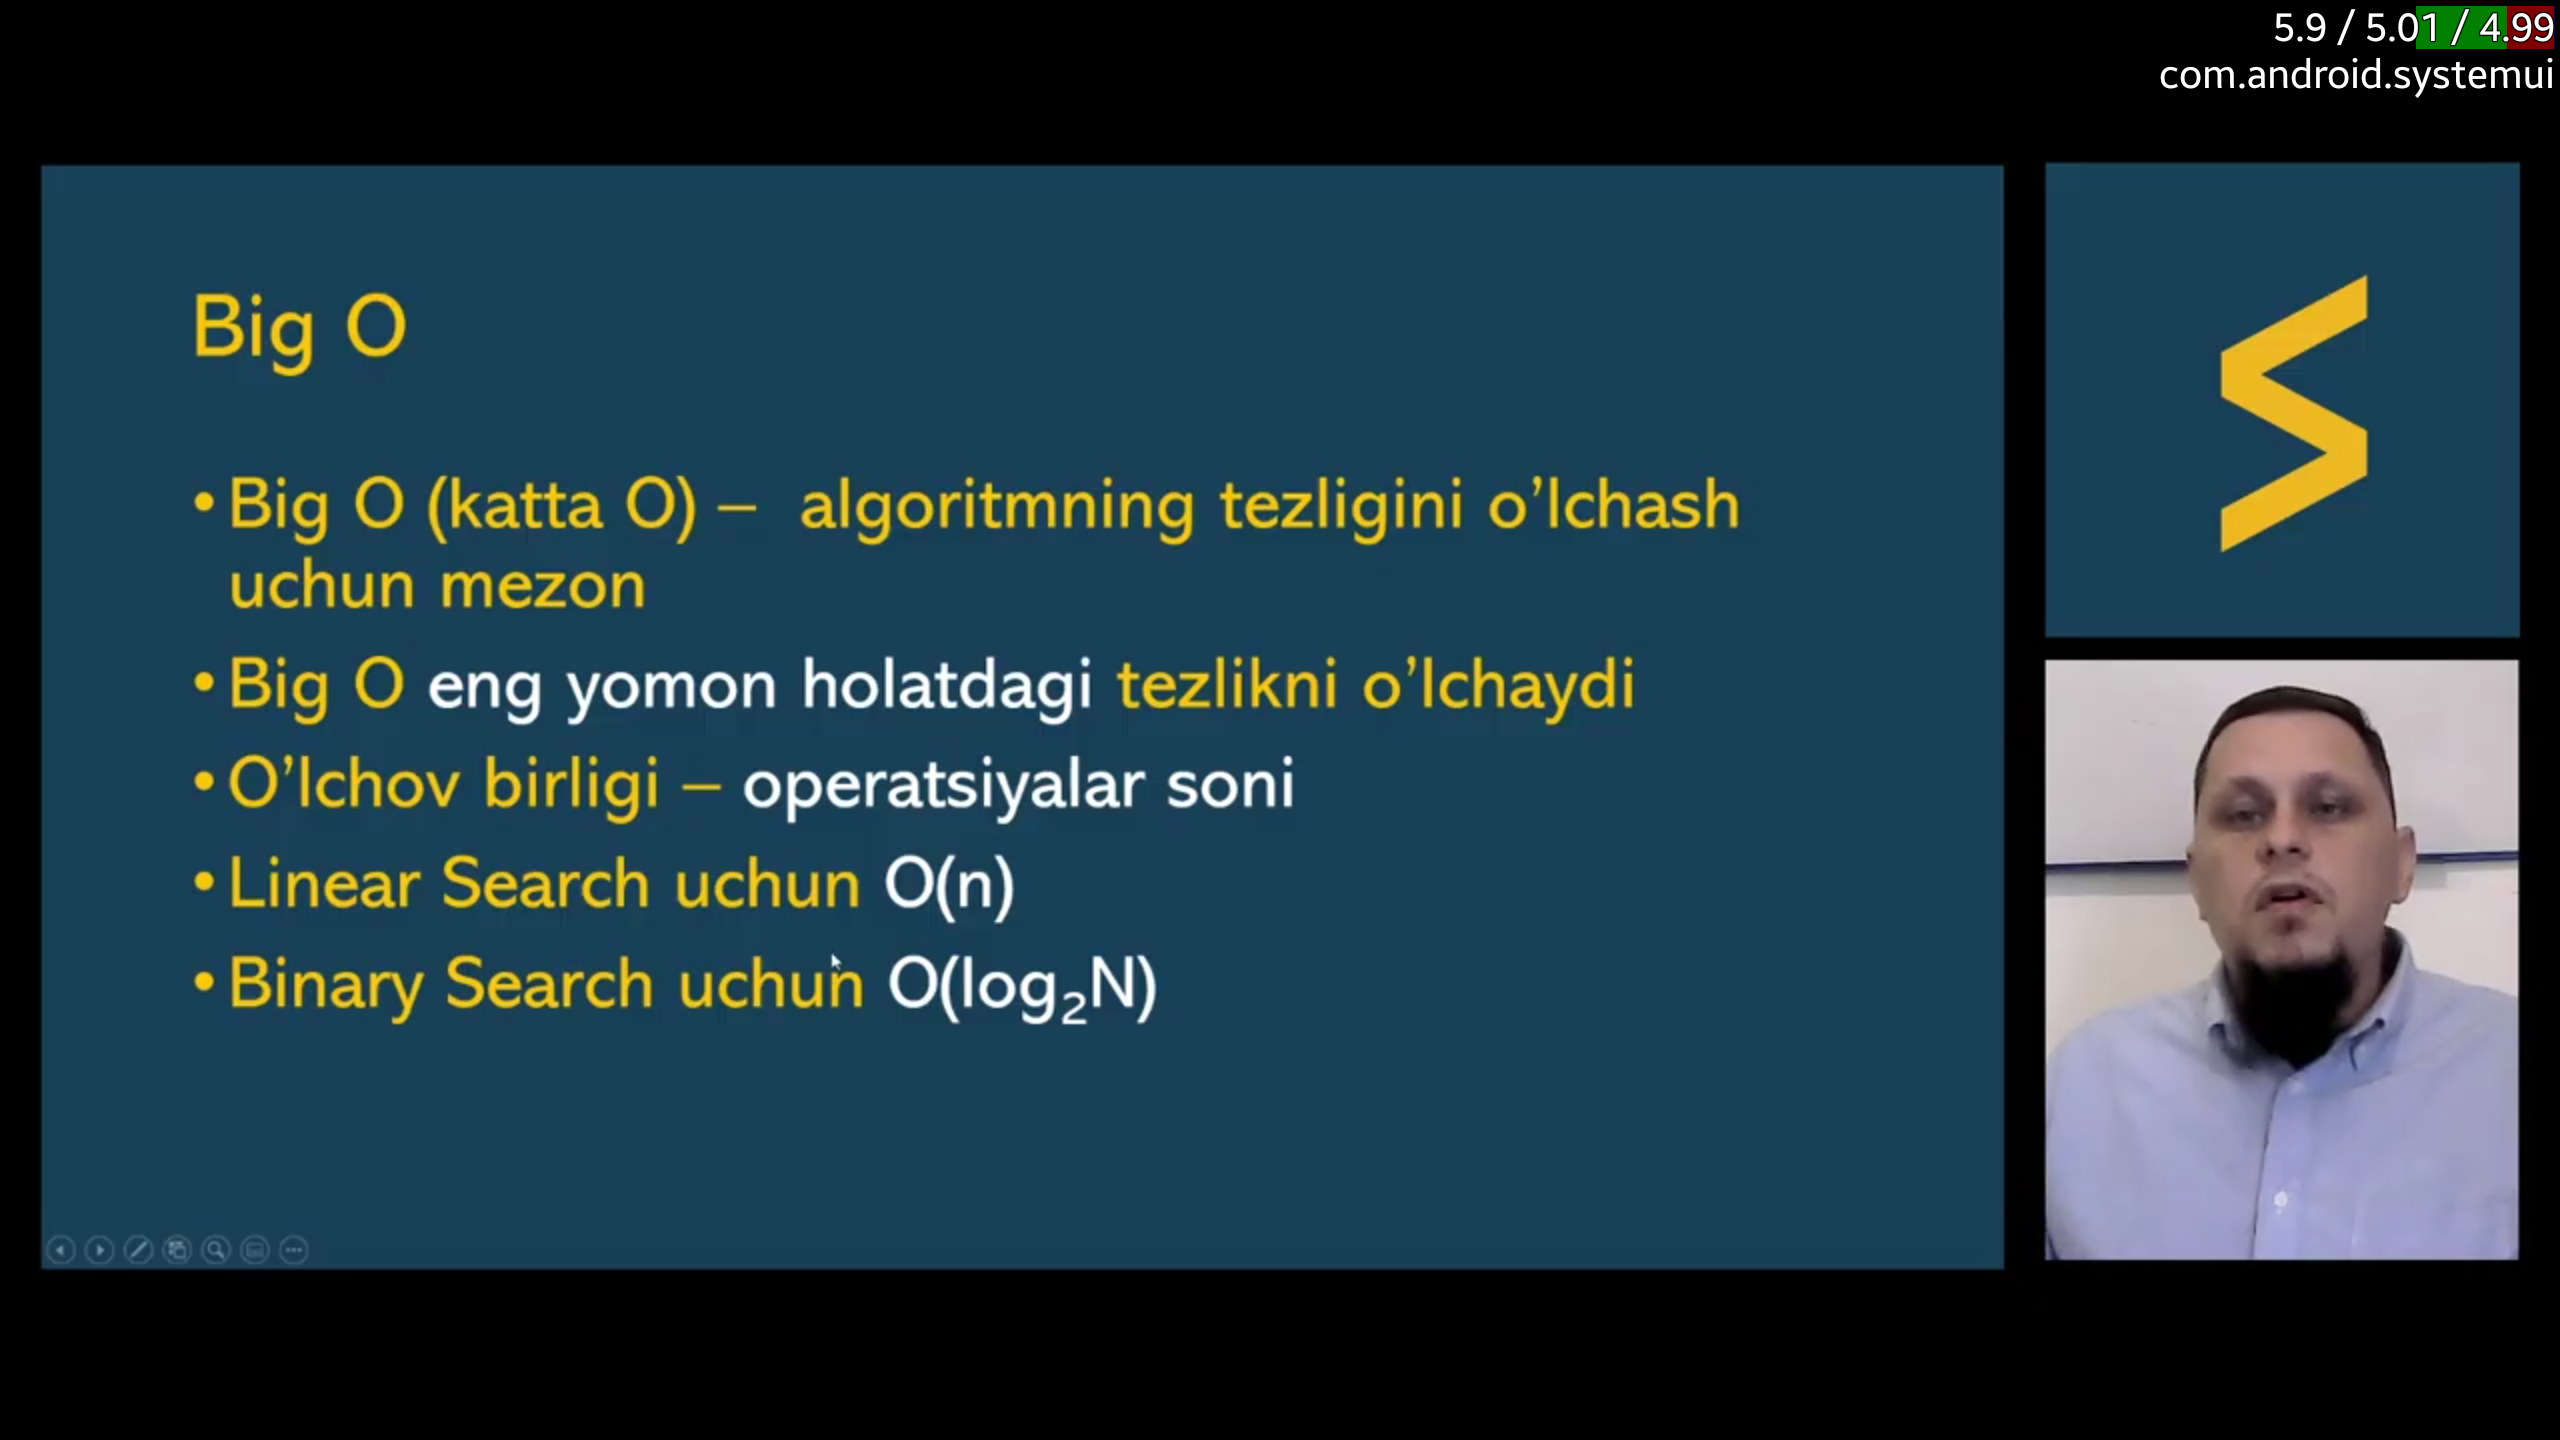 5.9 / 5.01 / 4.99
com.android.systemui
Big O
•Big O (katta O) – algoritmning tezligini o’lchash
uchun mezon
•Big O eng yomon holatdagi tezlikni o’lchaydi
•O’lchov birligi – operatsiyalar soni
•Linear Search uchun O(n)
•Binary Search uchun O(log₂N)